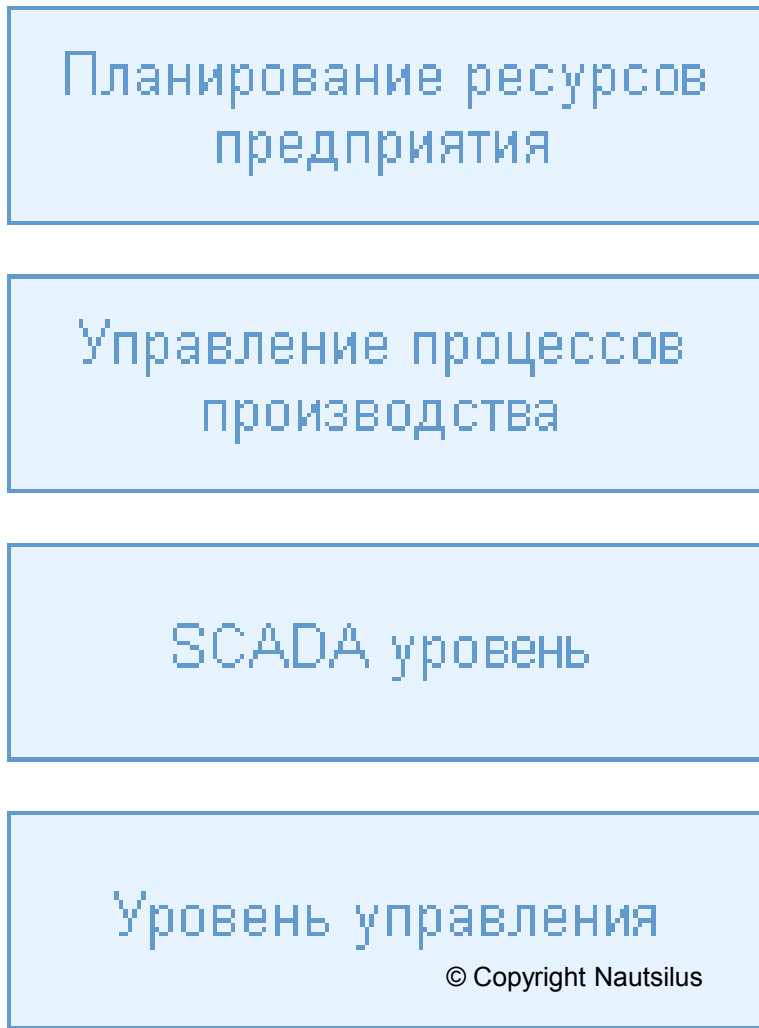 Планирование ресурсов
предприятия
Управление процессов
производства
SCADA уровень
Уровень управления
© Copyright Nautsilus